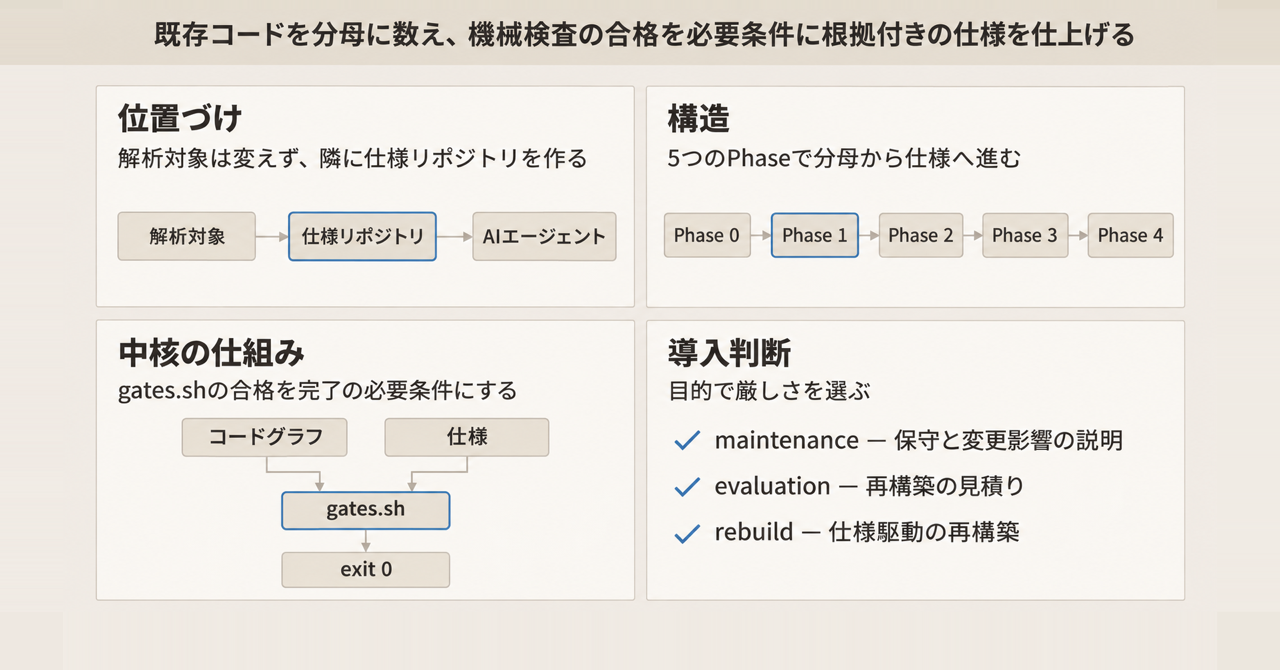 既存コードを分母に数え、機械検査の合格を必要条件に根拠付きの仕様を仕上げる
位置づけ
解析対象は変えず、隣に仕様リポジトリを作る
解析対象
仕様リポジトリ
AIエージェント
構造
5つのPhaseで分母から仕様へ進む
Phase 0
Phase 1
Phase 2
Phase 3
Phase 4
中核の仕組み
gates.shの合格を完了の必要条件にする
コードグラフ
仕様
gates.sh
exit 0
導入判断
目的で厳しさを選ぶ
maintenance — 保守と変更影響の説明
evaluation — 再構築の見積り
rebuild — 仕様駆動の再構築